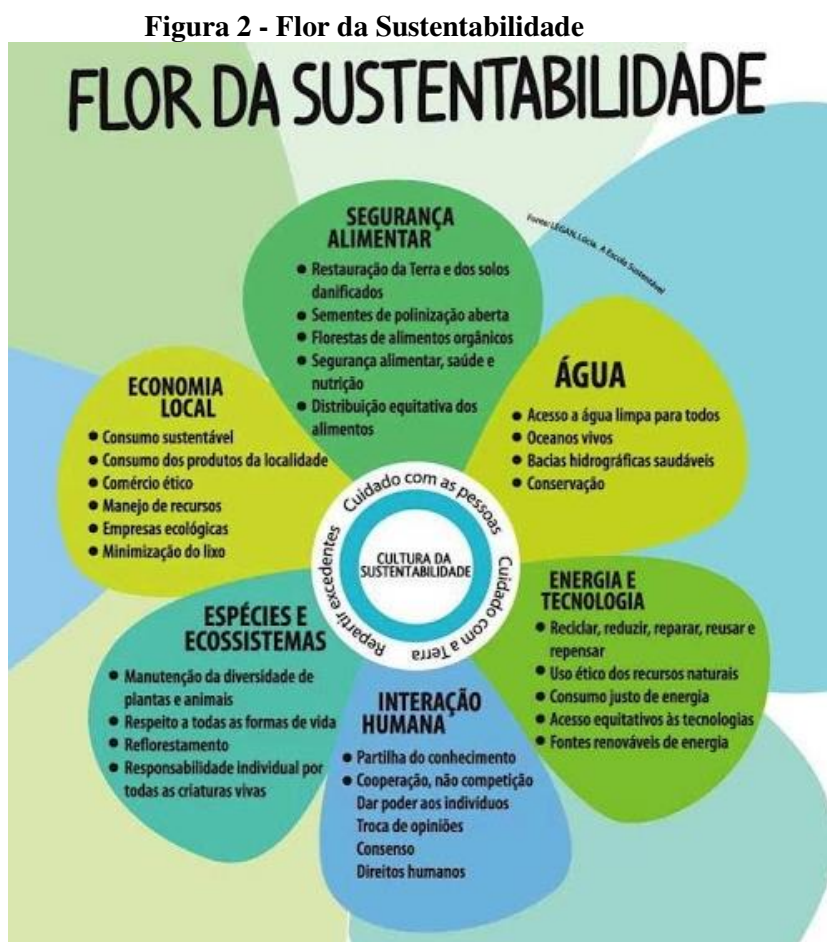 Figura 2 - Flor da Sustentabilidade
FLOR DA SUSTENTABILIDADE
Fonte: LEGAN, Lúcia. A Escola Sustentável
SEGURANÇA
ALIMENTAR
● Restauração da Terra e dos solos
danificados
● Sementes de polinização aberta
● Florestas de alimentos orgânicos
● Segurança alimentar, saúde e
nutrição
● Distribuição equitativa dos
alimentos
ÁGUA
● Acesso a água limpa para todos
● Oceanos vivos
● Bacias hidrográficas saudáveis
● Conservação
ECONOMIA
LOCAL
● Consumo sustentável
● Consumo dos produtos da localidade
● Comércio ético
● Manejo de recursos
● Empresas ecológicas
● Minimização do lixo
Cuidado com as pessoas
Cuidado com a Terra
Repartir excedentes
CULTURA DA
SUSTENTABILIDADE
ENERGIA E
TECNOLOGIA
● Reciclar, reduzir, reparar, reusar e
repensar
● Uso ético dos recursos naturais
● Consumo justo de energia
● Acesso equitativos às tecnologias
● Fontes renováveis de energia
ESPÉCIES E
ECOSSISTEMAS
● Manutenção da diversidade de
plantas e animais
● Respeito a todas as formas de vida
● Reflorestamento
● Responsabilidade individual por
todas as criaturas vivas
INTERAÇÃO
HUMANA
● Partilha do conhecimento
● Cooperação, não competição
Dar poder aos indivíduos
Troca de opiniões
Consenso
Direitos humanos